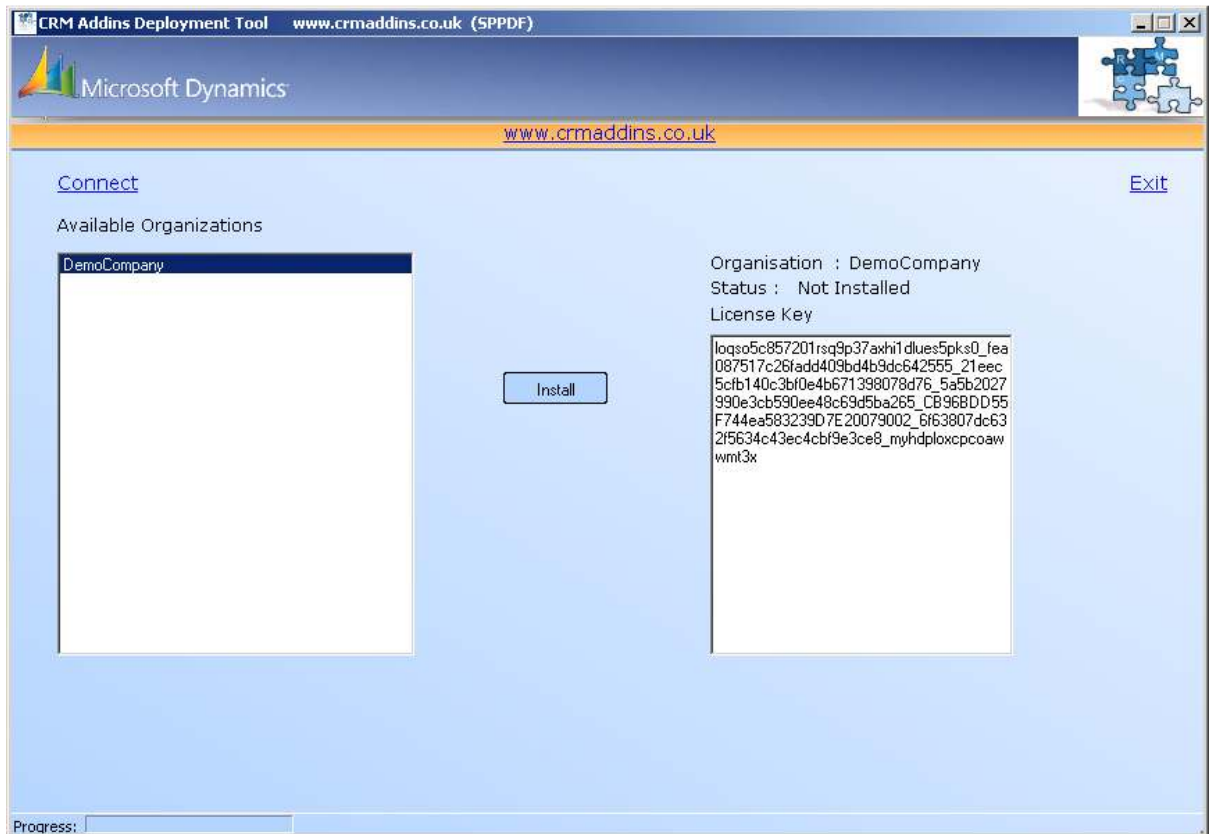 CRM Addins Deployment Tool www.crmaddins.co.uk (SPPDF)
Microsoft Dynamics
R M
www.crmaddins.co.uk
Connect
Exit
Available Organizations
DemoCompany
Organisation : DemoCompany
Status : Not Installed
License Key
loqso5c857201rsq9p37axhi1dlues5pks0_fea
087517c26fadd409bd4b9dc642555_21eec
5cfb140c3bf0e4b671398078d76_5a5b2027
990e3cb590ee48c69d5ba265_CB96BDD55
F744ea583239D7E20079002_6f63807dc63
2f5634c43ec4cbf9e3ce8_myhdploxcpcoaw
wmt3x
Install
Progress: